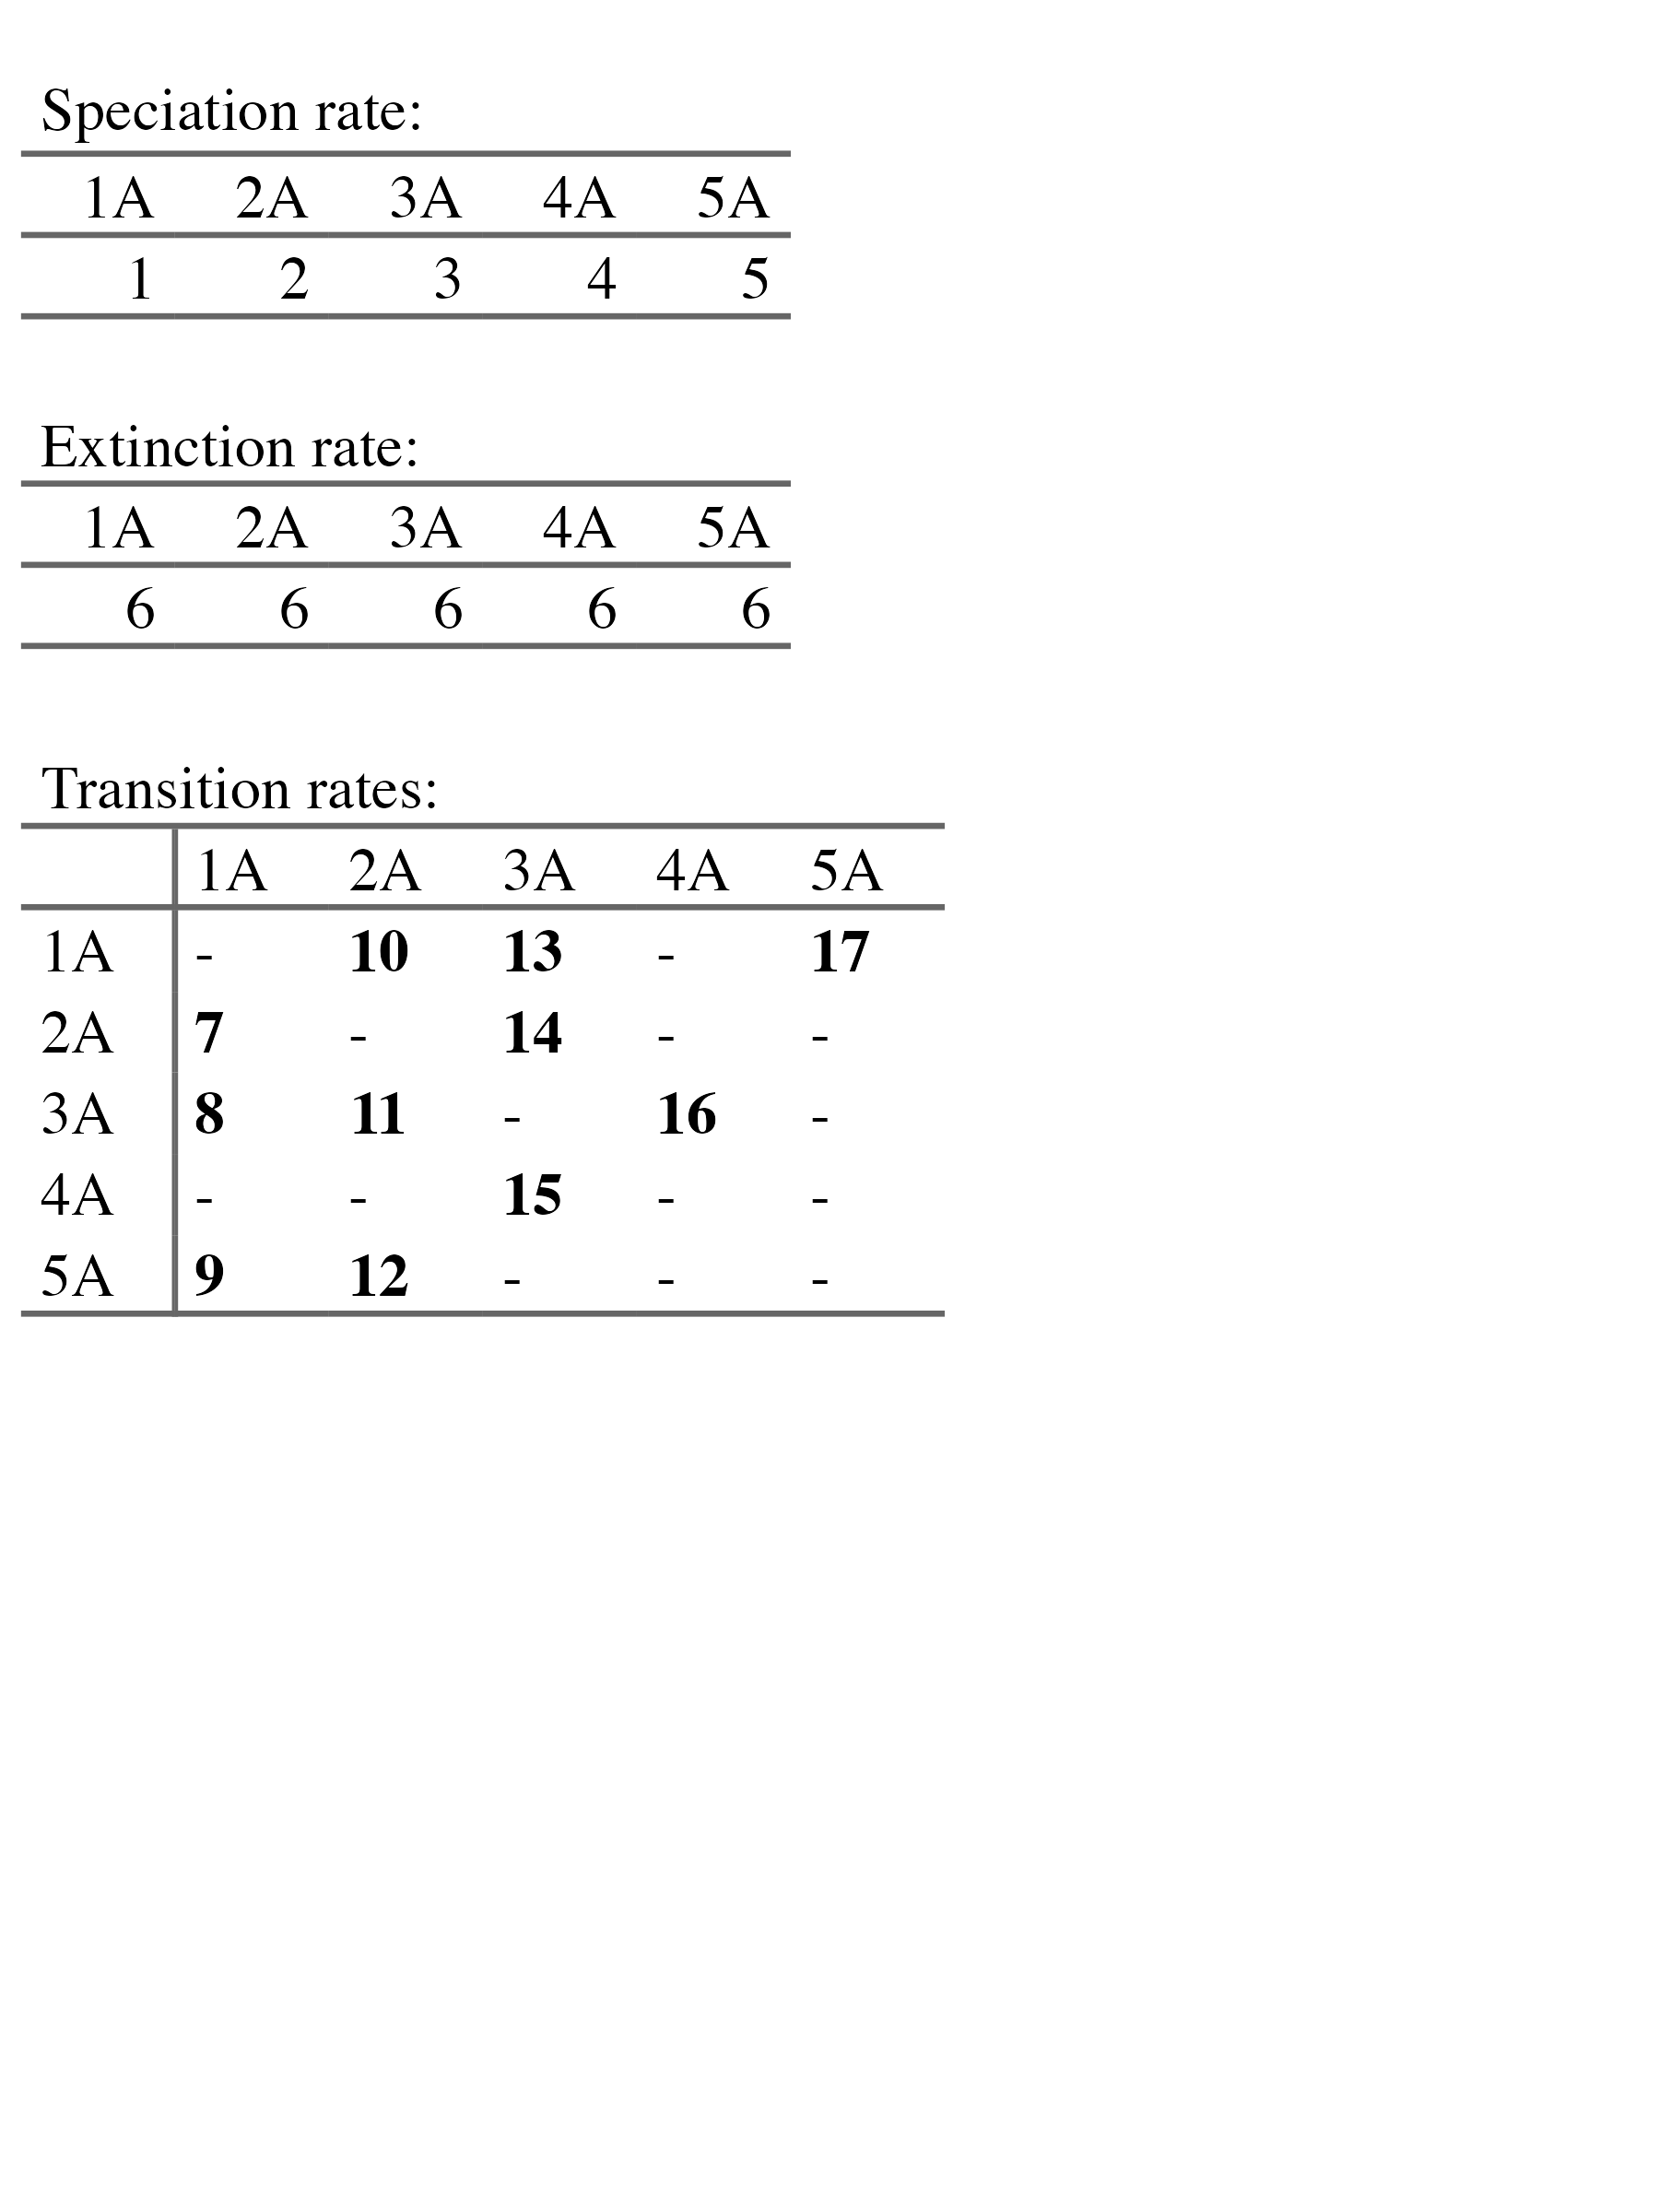 Speciation rate:
1A 2A 3A 4A 5A
1 2 3 4 5
Extinction rate:
1A 2A 3A 4A 5A
6 6 6 6 6
Transition rates:
1A 2A 3A 4A 5A
1A - 10 13 - 17
2A 7 - 14 - -
3A 8 11 - 16 -
4A - - 15 - -
5A 9 12 - - -